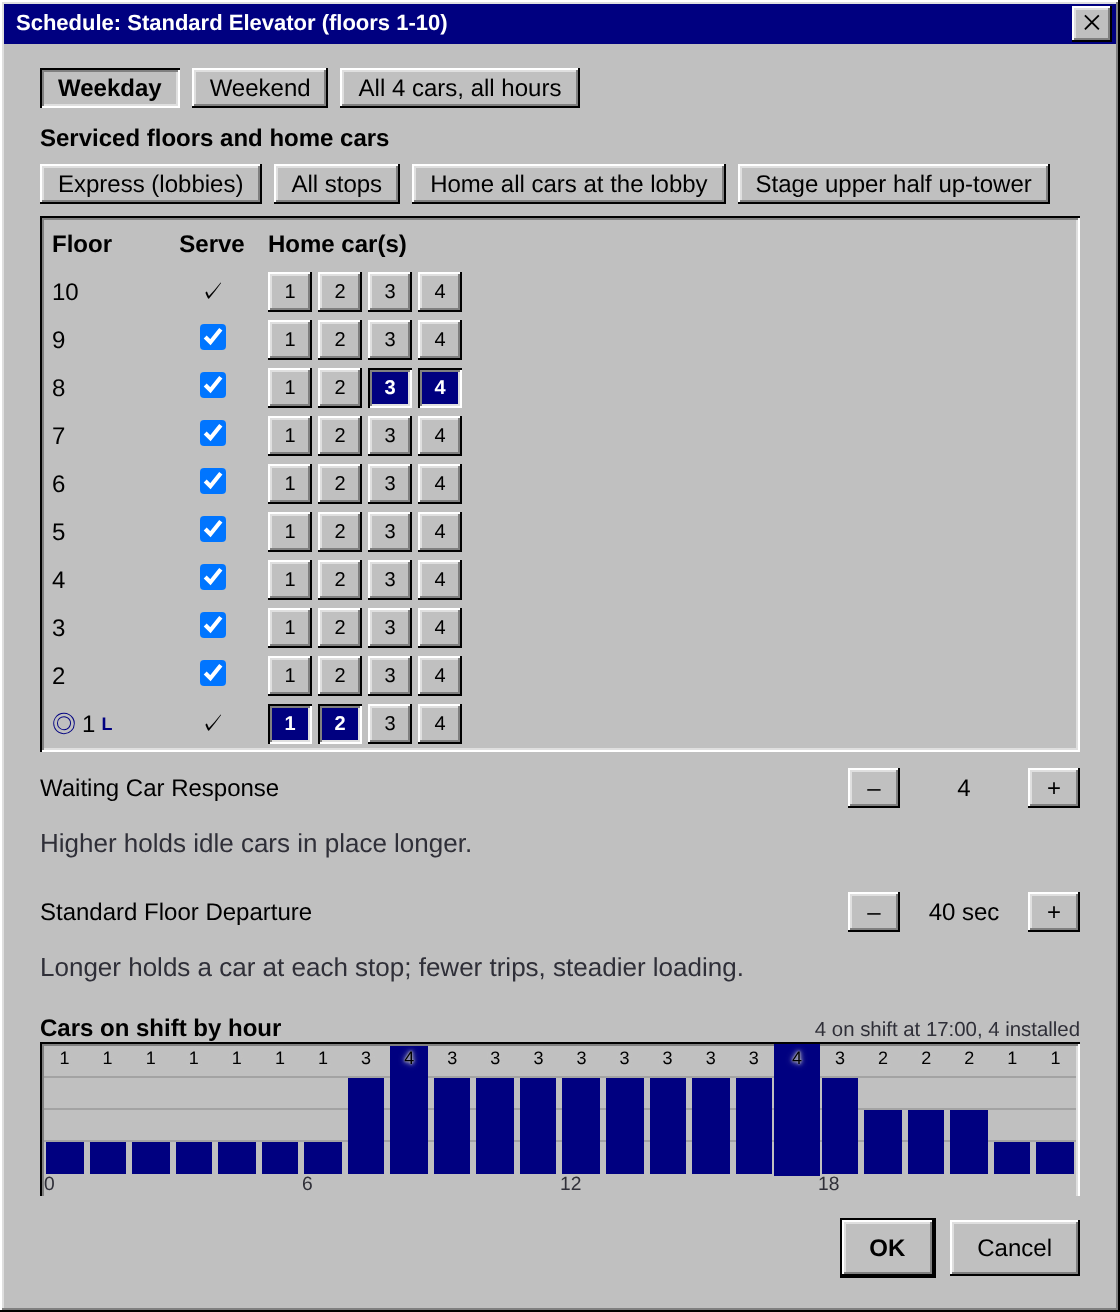 Schedule: Standard Elevator (floors 1-10)
Weekday Weekend All 4 cars, all hours
Serviced floors and home cars
Express (lobbies) All stops Home all cars at the lobby Stage upper half up-tower
Floor Serve Home car(s)
10 ✓ 1 2 3 4
9 1 2 3 4
8 1 2 3 4
7 1 2 3 4
6 1 2 3 4
5 1 2 3 4
4 1 2 3 4
3 1 2 3 4
2 1 2 3 4
◎ 1 L ✓ 1 2 3 4
Waiting Car Response – 4 +
Higher holds idle cars in place longer.
Standard Floor Departure – 40 sec +
Longer holds a car at each stop; fewer trips, steadier loading.
Cars on shift by hour 4 on shift at 17:00, 4 installed
1 1 1 1 1 1 1 3 4 3 3 3 3 3 3 3 3 4 3 2 2 2 1 1
0 6 12 18
OK Cancel